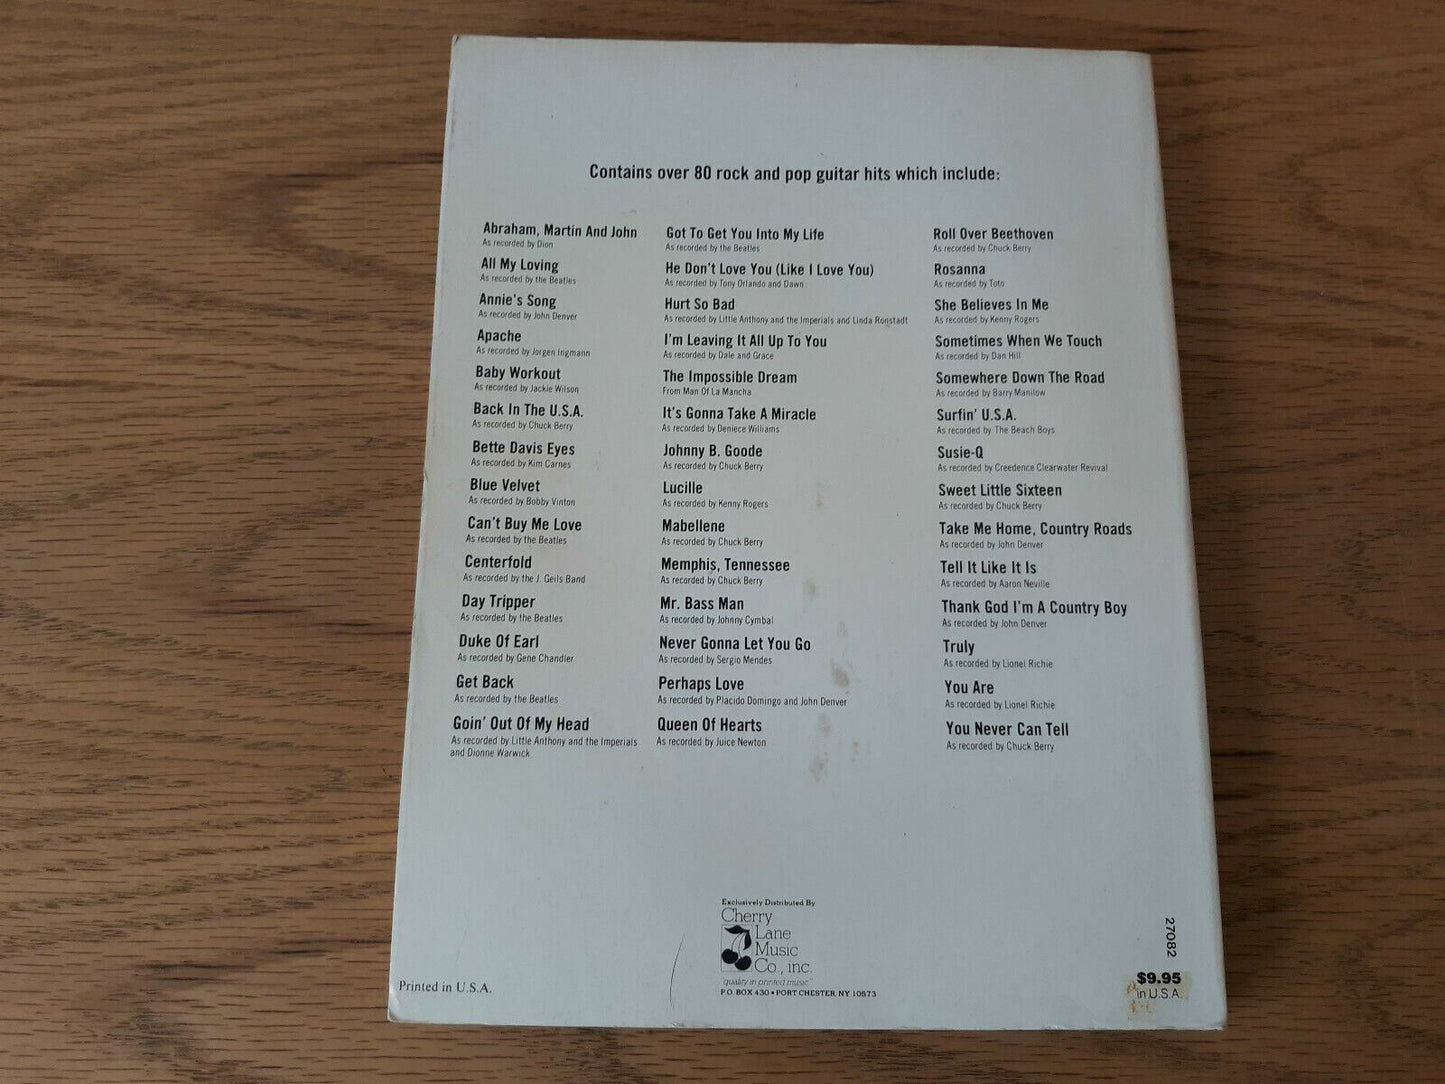 Contains over 80 rock and pop guitar hits which include:
Abraham, Martin And John
As recorded by Dion
All My Loving
As recorded by the Beatles
Annie's Song
As recorded by John Denver
Apache
As recorded by Jorgen Ingmann
Baby Workout
As recorded by Jackie Wilson
Back In The U.S.A.
As recorded by Chuck Berry
Bette Davis Eyes
As recorded by Kim Carnes
Blue Velvet
As recorded by Bobby Vinton
Can't Buy Me Love
As recorded by the Beatles
Centerfold
As recorded by the J. Geils Band
Day Tripper
As recorded by the Beatles
Duke Of Earl
As recorded by Gene Chandler
Get Back
As recorded by the Beatles
Goin' Out Of My Head
As recorded by Little Anthony and the Imperials
and Dionne Warwick
Got To Get You Into My Life
As recorded by the Beatles
He Don't Love You (Like I Love You)
As recorded by Tony Orlando and Dawn
Hurt So Bad
As recorded by Little Anthony and the Imperials and Linda Ronstadt
I'm Leaving It All Up To You
As recorded by Dale and Grace
The Impossible Dream
From Man Of La Mancha
It's Gonna Take A Miracle
As recorded by Deniece Williams
Johnny B. Goode
As recorded by Chuck Berry
Lucille
As recorded by Kenny Rogers
Mabellene
As recorded by Chuck Berry
Memphis, Tennessee
As recorded by Chuck Berry
Mr. Bass Man
As recorded by Johnny Cymbal
Never Gonna Let You Go
As recorded by Sergio Mendes
Perhaps Love
As recorded by Placido Domingo and John Denver
Queen Of Hearts
As recorded by Juice Newton
Roll Over Beethoven
As recorded by Chuck Berry
Rosanna
As recorded by Toto
She Believes In Me
As recorded by Kenny Rogers
Sometimes When We Touch
As recorded by Dan Hill
Somewhere Down The Road
As recorded by Barry Manilow
Surfin' U.S.A.
As recorded by The Beach Boys
Susie-Q
As recorded by Creedence Clearwater Revival
Sweet Little Sixteen
As recorded by Chuck Berry
Take Me Home, Country Roads
As recorded by John Denver
Tell It Like It Is
As recorded by Aaron Neville
Thank God I'm A Country Boy
As recorded by John Denver
Truly
As recorded by Lionel Richie
You Are
As recorded by Lionel Richie
You Never Can Tell
As recorded by Chuck Berry
Exclusively Distributed By
Cherry
Lane
Music
Co., inc.
"quality in printed music"
P.O. BOX 430 • PORT CHESTER, NY 10573
Printed in U.S.A.
27082
$9.95
in U.S.A.